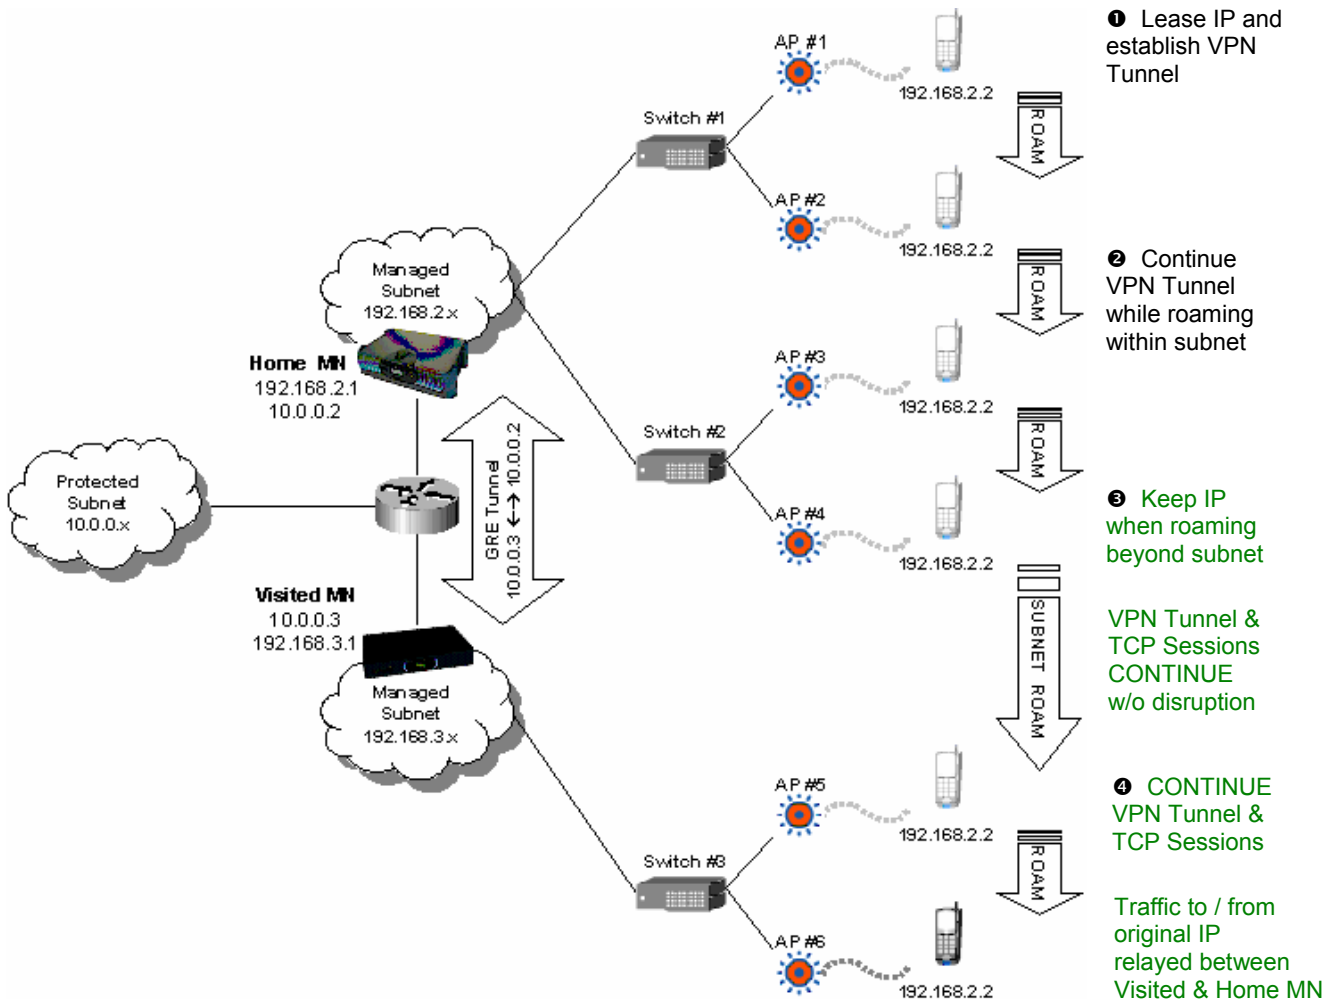 ❶ Lease IP and
establish VPN
Tunnel
AP #1
192.168.2.2
ROAM
Switch #1
AP #2
192.168.2.2
ROAM
❷ Continue
VPN Tunnel
while roaming
within subnet
Managed
Subnet
192.168.2.x
Home MN
192.168.2.1
10.0.0.2
AP #3
192.168.2.2
ROAM
Switch #2
GRE Tunnel
10.0.0.3 <--> 10.0.0.2
Protected
Subnet
10.0.0.x
AP #4
192.168.2.2
❸ Keep IP
when roaming
beyond subnet
SUBNET ROAM
VPN Tunnel &
TCP Sessions
CONTINUE
w/o disruption
Visited MN
10.0.0.3
192.168.3.1
Managed
Subnet
192.168.3.x
AP #5
192.168.2.2
ROAM
❹ CONTINUE
VPN Tunnel &
TCP Sessions
Switch #3
AP #6
192.168.2.2
Traffic to / from
original IP
relayed between
Visited & Home MN